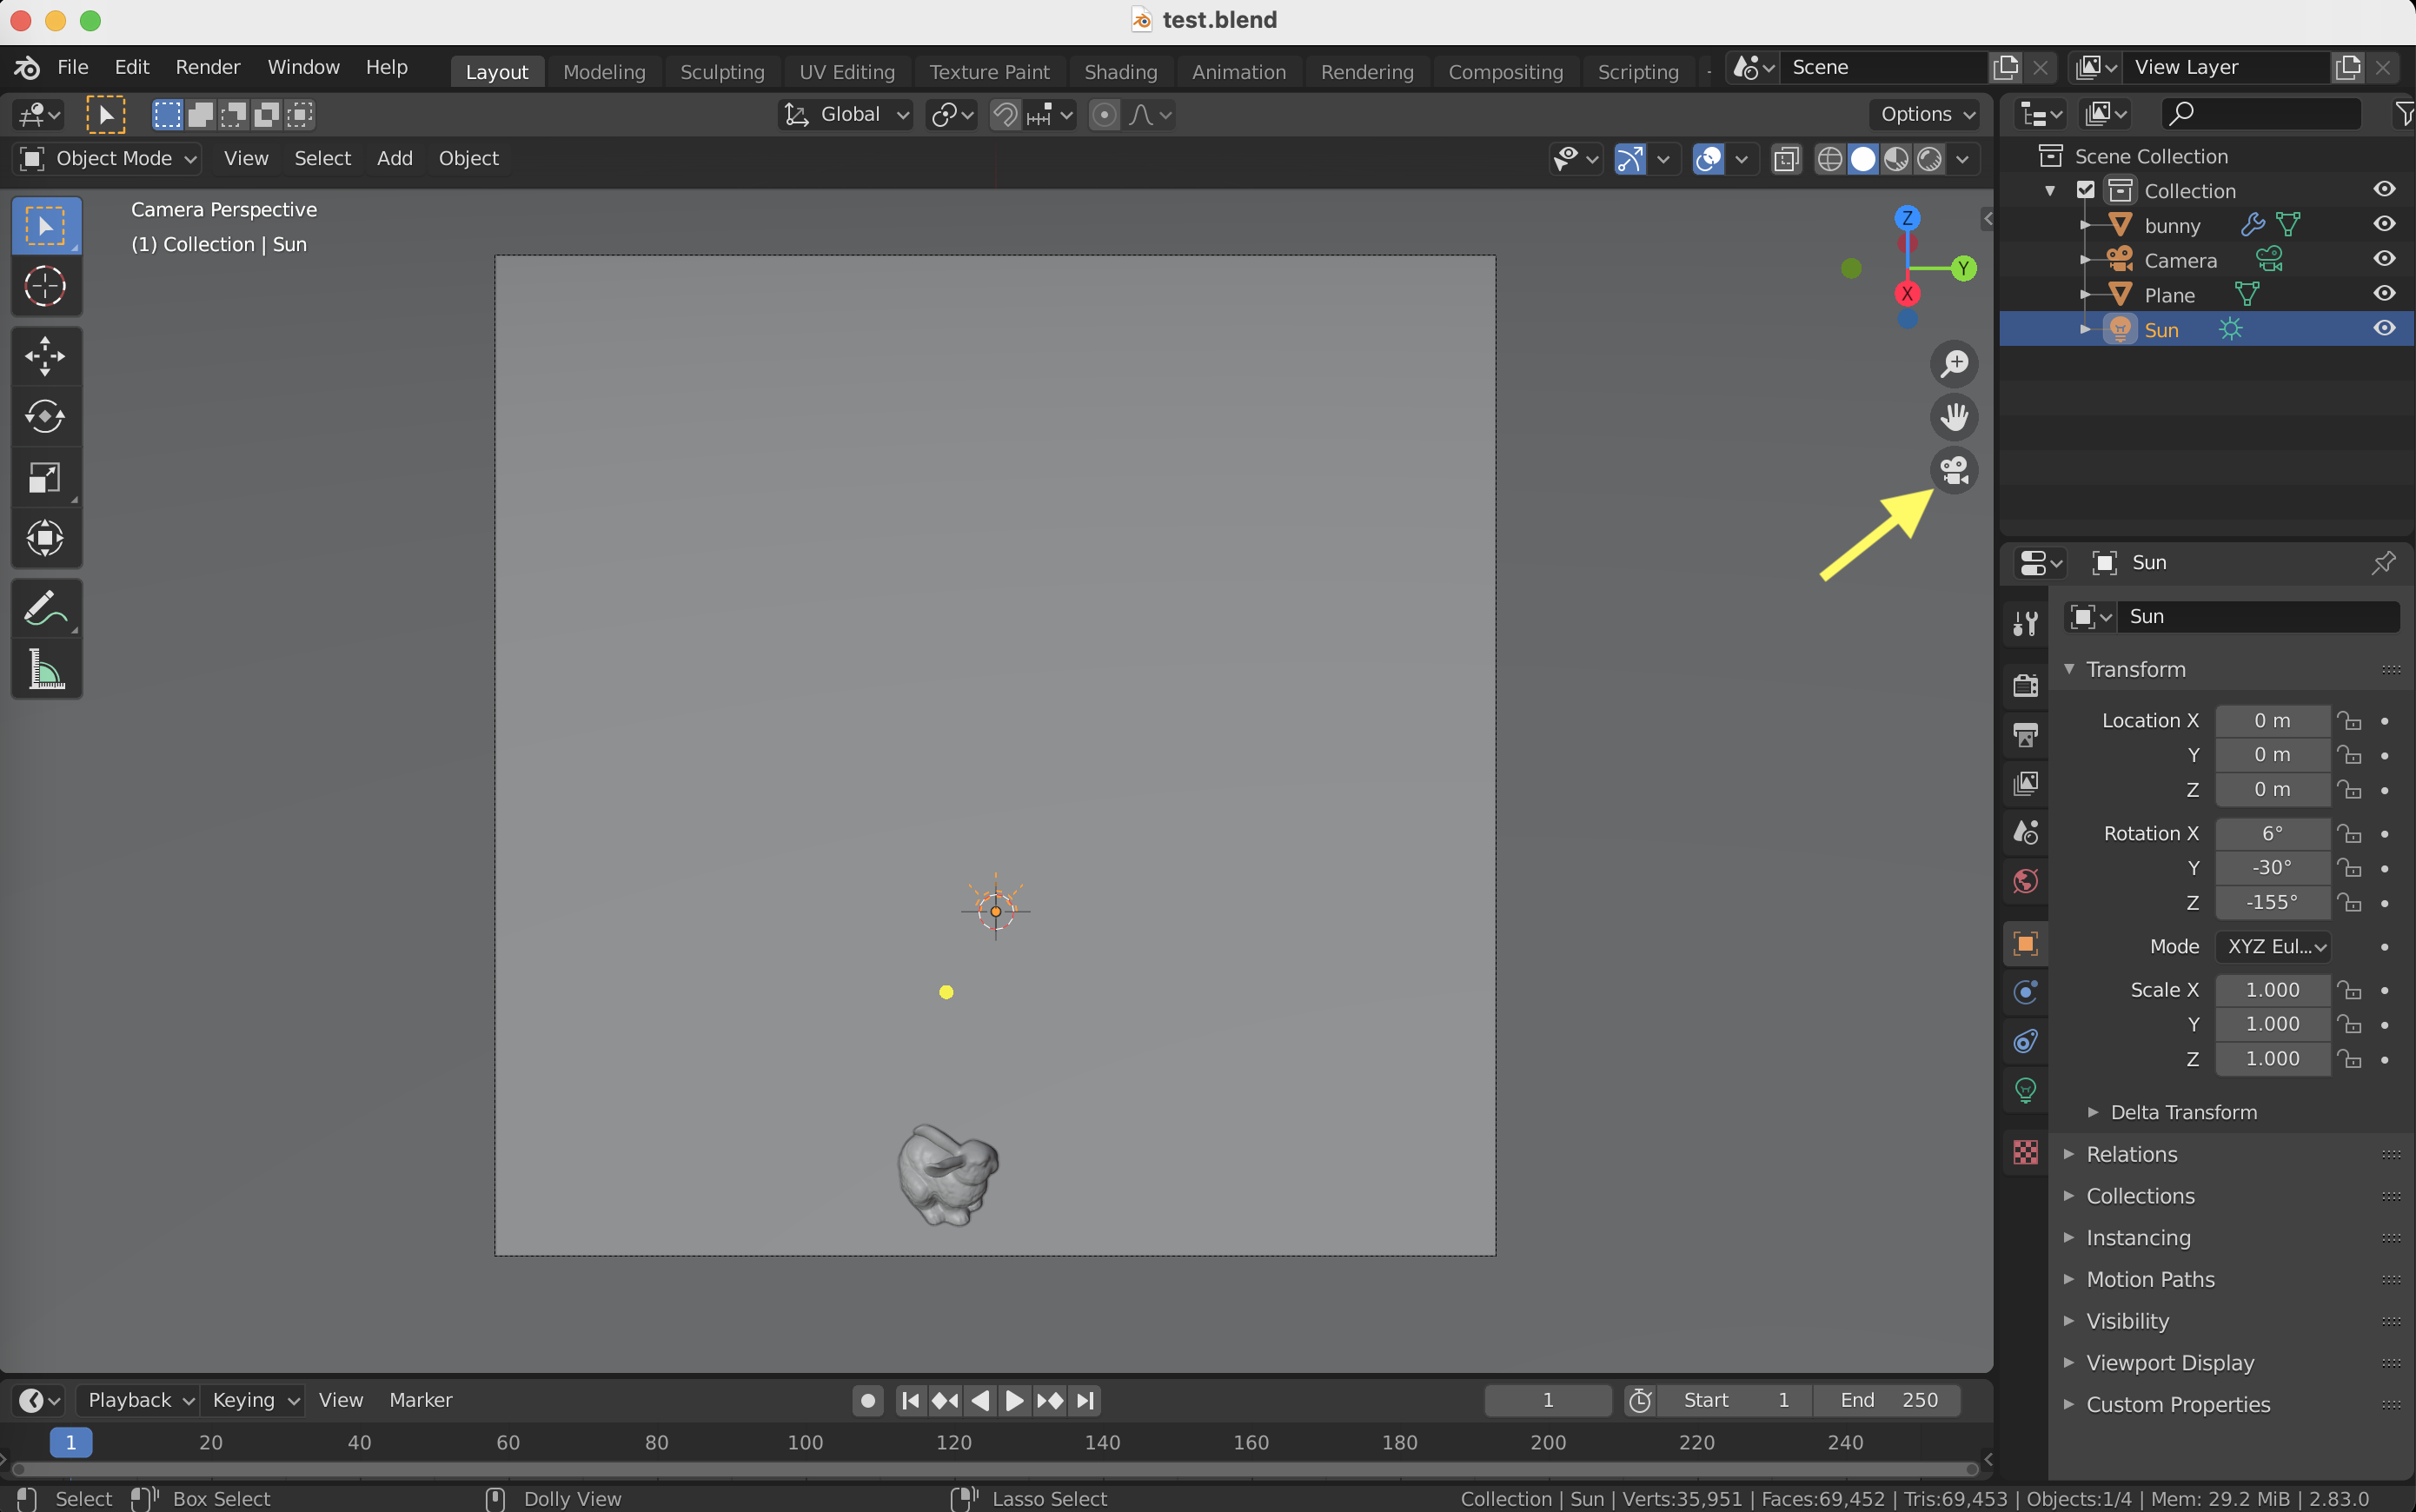 test.blend
File Edit Render Window Help Layout Modeling Sculpting UV Editing Texture Paint Shading Animation Rendering Compositing Scripting Scene View Layer
Global Options
Object Mode View Select Add Object
Camera Perspective
(1) Collection | Sun
Z
Y
X
Scene Collection
Collection
bunny
Camera
Plane
Sun
Sun
Sun
Transform
Location X 0 m
Y 0 m
Z 0 m
Rotation X 6°
Y -30°
Z -155°
Mode XYZ Eul...
Scale X 1.000
Y 1.000
Z 1.000
Delta Transform
Relations
Collections
Instancing
Motion Paths
Visibility
Viewport Display
Custom Properties
Playback Keying View Marker 1 Start 1 End 250
1 20 40 60 80 100 120 140 160 180 200 220 240
Select Box Select Dolly View Lasso Select Collection | Sun | Verts:35,951 | Faces:69,452 | Tris:69,453 | Objects:1/4 | Mem: 29.2 MiB | 2.83.0